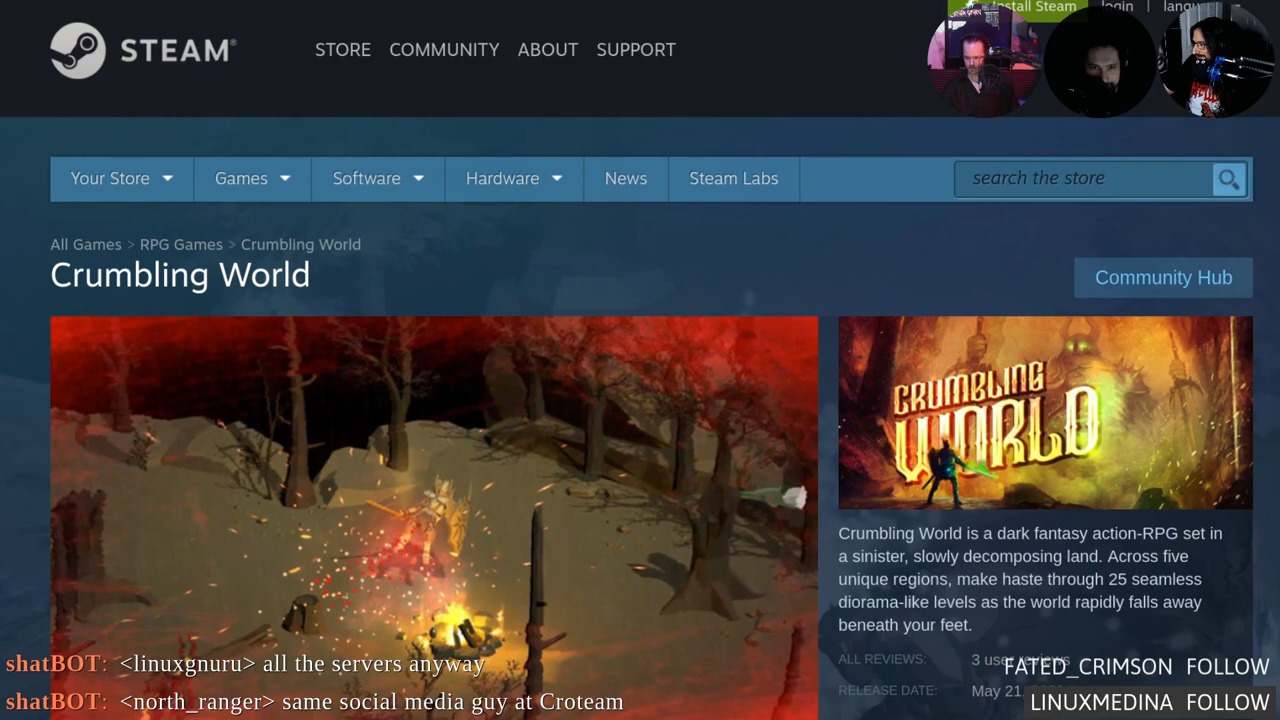 Install Steam login | langu
STEAM®
STORE COMMUNITY ABOUT SUPPORT
Your Store Games Software Hardware News Steam Labs search the store
All Games > RPG Games > Crumbling World
Crumbling World
Community Hub
CRUMBLING
WORLD
Crumbling World is a dark fantasy action-RPG set in
a sinister, slowly decomposing land. Across five
unique regions, make haste through 25 seamless
diorama-like levels as the world rapidly falls away
beneath your feet.
ALL REVIEWS: 3 user reviews
RELEASE DATE: May 21,
FATED_CRIMSON FOLLOW
LINUXMEDINA FOLLOW
shatBOT: <linuxgnuru> all the servers anyway
shatBOT: <north_ranger> same social media guy at Croteam